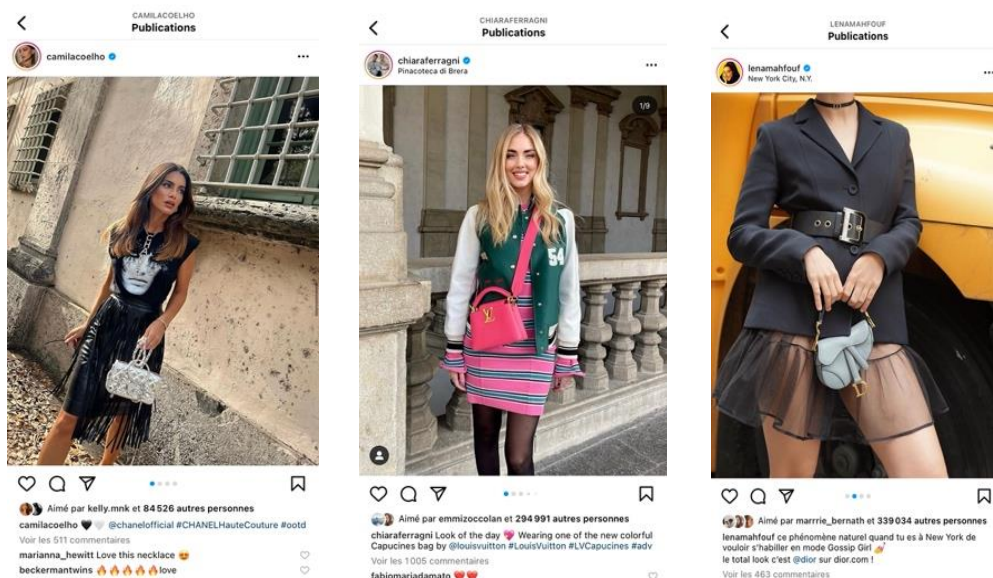 CAMILACOELHO
Publications
camilacoelho
Aimé par kelly.mnk et 84 526 autres personnes
camilacoelho 🖤 🤍 @chanelofficial #CHANELHauteCouture #ootd
Voir les 511 commentaires
marianna_hewitt Love this necklace 😍
beckermantwins 🔥🔥🔥🔥🔥love
CHIARAFERRAGNI
Publications
chiaraferragni
Pinacoteca di Brera
1/9
54
LV
Aimé par emmizoccolan et 294 991 autres personnes
chiaraferragni Look of the day 💖 Wearing one of the new colorful
Capucines bag by @louisvuitton #LouisVuitton #LVCapucines #adv
Voir les 1 005 commentaires
fabiomariadamato ❤️❤️
LENAMAHFOUF
Publications
lenamahfouf
New York City, N.Y.
Aimé par marrrie_bernath et 339 034 autres personnes
lenamahfouf ce phénomène naturel quand tu es à New York de
vouloir s'habiller en mode Gossip Girl 💅
le total look c'est @dior sur dior.com !
Voir les 463 commentaires